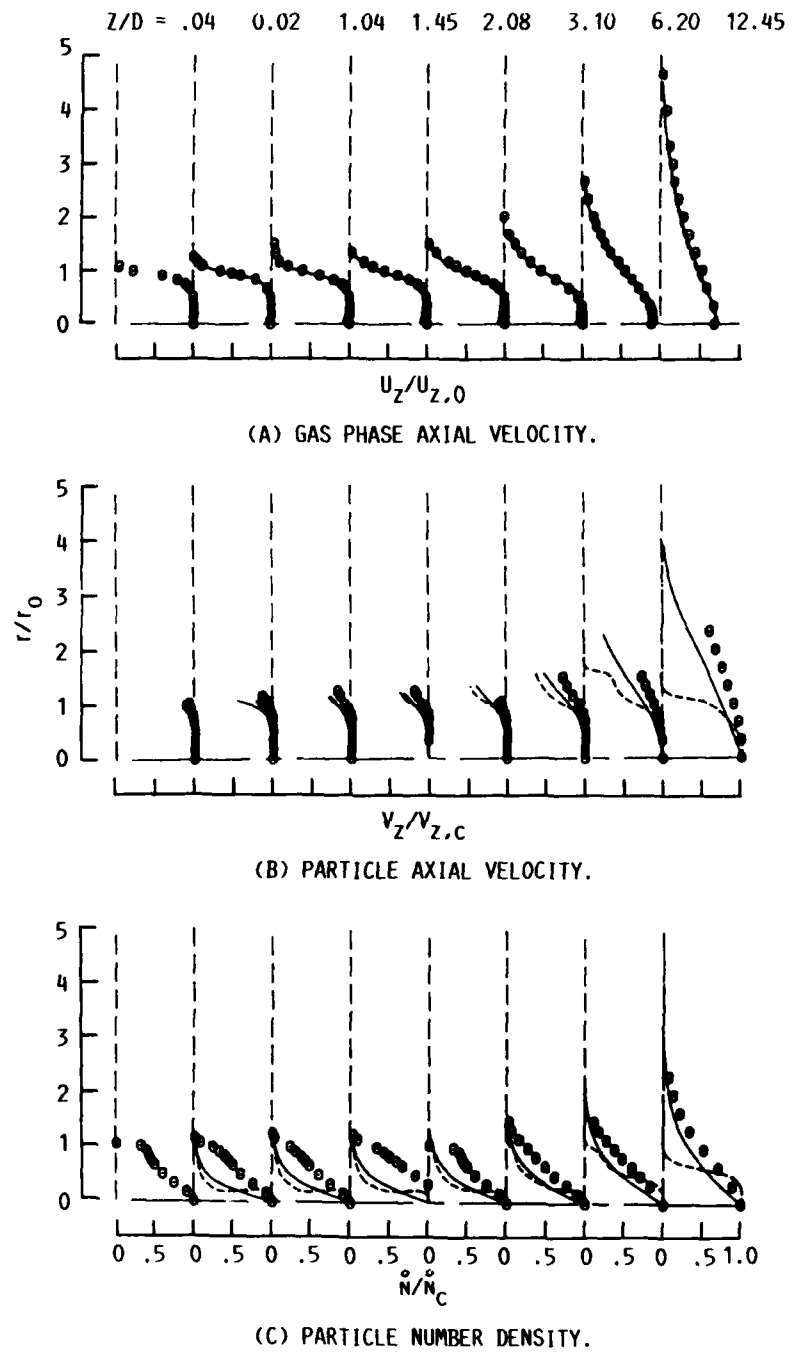 Z/D = .04 0.02 1.04 1.45 2.08 3.10 6.20 12.45
5
4
3
2
1
0
U_z/U_z,0
(A) GAS PHASE AXIAL VELOCITY.
5
4
3
2
1
0
r/r_0
V_z/V_z,c
(B) PARTICLE AXIAL VELOCITY.
5
4
3
2
1
0
0 .5 0 .5 0 .5 0 .5 0 .5 0 .5 0 .5 0 .5 1.0
Ṅ/Ṅ_C
(C) PARTICLE NUMBER DENSITY.